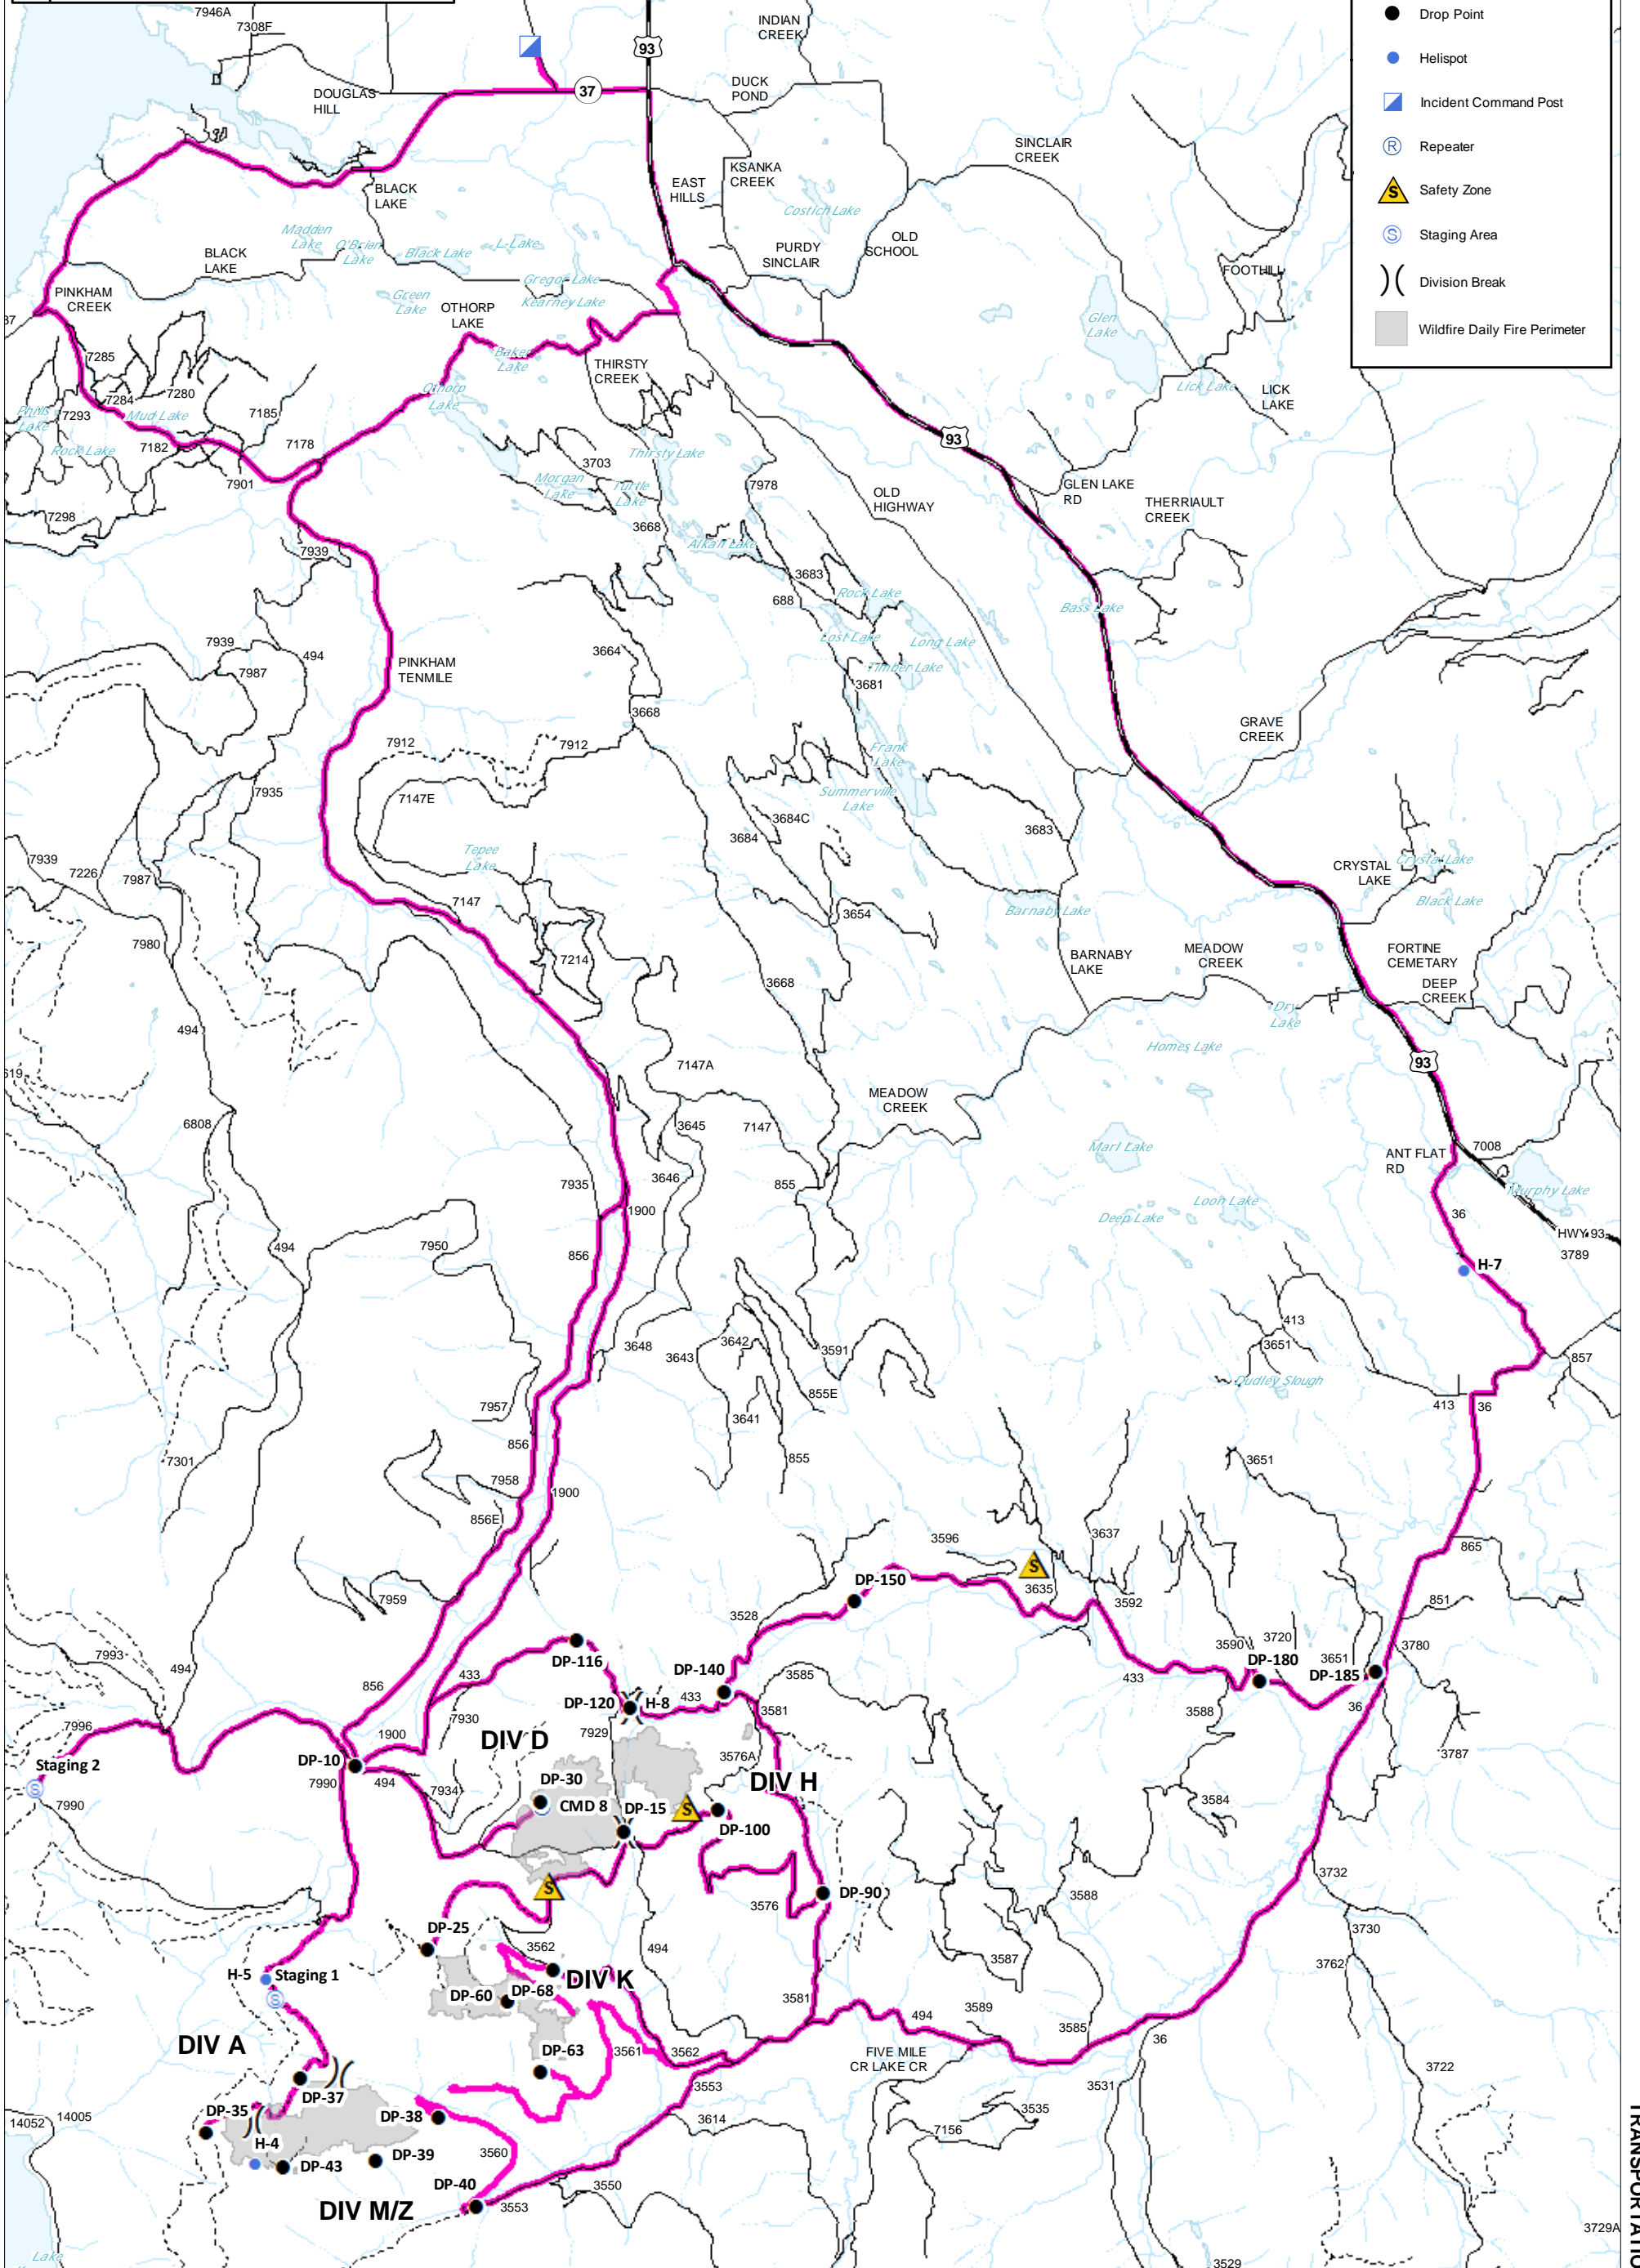 7946A
7308F
INDIAN
CREEK
93
Drop Point
Helispot
Incident Command Post
Repeater
Safety Zone
Staging Area
Division Break
Wildfire Daily Fire Perimeter
R
S
S
DOUGLAS
HILL
37
DUCK
POND
SINCLAIR
CREEK
KSANKA
CREEK
EAST
HILLS
BLACK
LAKE
Costich Lake
OLD
SCHOOL
PURDY
SINCLAIR
Madden
Lake
O'Brien
Lake
Black Lake
L-Lake
BLACK
LAKE
Gregor Lake
Kearney Lake
FOOTHILL
PINKHAM
CREEK
Green
Lake
OTHORP
LAKE
Glen
Lake
37
7285
Baker
Lake
THIRSTY
CREEK
Lick Lake
LICK
LAKE
7284
7280
Othorp
Lake
7293
Mud Lake
7185
Rock Lake
7182
7178
93
Thirsty Lake
3703
7901
Morgan
Lake
Turtle
Lake
7978
OLD
HIGHWAY
GLEN LAKE
RD
THERRIAULT
CREEK
7298
3668
7939
Alkali Lake
3683
688
Rock Lake
Bass Lake
Lost Lake
Long Lake
7939
494
7987
PINKHAM
TENMILE
3664
Timber Lake
3681
3668
GRAVE
CREEK
7912
7912
Frank
Lake
7935
7147E
Summerville
Lake
3684C
3684
3683
7939
7226
7987
Tepee
Lake
CRYSTAL
LAKE
Crystal Lake
Black Lake
7147
3654
Barnaby Lake
7980
7214
BARNABY
LAKE
MEADOW
CREEK
FORTINE
CEMETARY
DEEP
CREEK
3668
Dry
Lake
494
Homes Lake
93
619
7147A
MEADOW
CREEK
6808
3645
7147
Marl Lake
ANT FLAT
RD
7008
7935
3646
855
Murphy Lake
Loon Lake
Deep Lake
1900
36
HWY 93
3789
494
7950
856
H-7
413
3648
3643
3642
3591
3651
857
855E
Dudley Slough
7957
3641
413
36
856
7301
855
3651
7958
1900
856E
3637
3596
865
DP-150
3635
3592
7959
851
3528
3590
3720
3780
7993
494
DP-116
DP-140
DP-180
3651
DP-185
3585
433
433
856
DP-120
H-8
433
3581
36
3588
7996
7930
DIV D
7929
1900
3576A
3787
Staging 2
DP-10
DIV H
7990
494
DP-30
7990
7934
CMD 8
DP-15
3584
DP-100
3732
3588
DP-90
3576
DP-25
3730
3562
494
3587
3762
H-5
Staging 1
DIV K
DP-60
DP-68
3581
494
3589
3585
DIV A
36
3561
3562
FIVE MILE
CR LAKE CR
DP-63
3722
DP-37
3553
3531
DP-35
DP-38
14052
14005
3614
3535
H-4
7156
DP-43
DP-39
3560
DP-40
3550
DIV M/Z
3553
3729A
Lake
3529